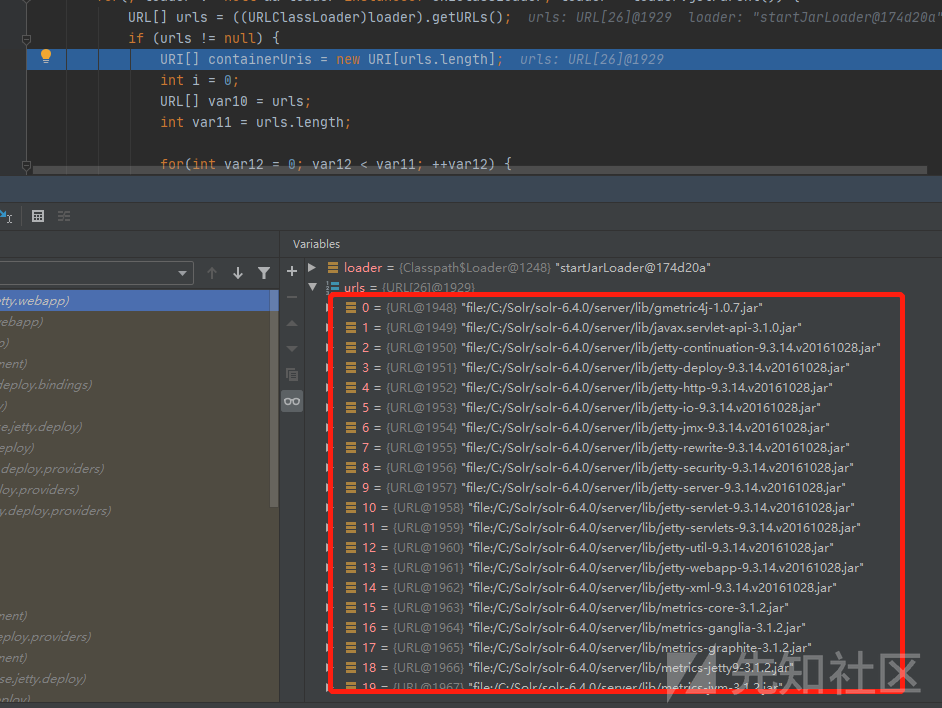 URL[] urls = ((URLClassLoader)loader).getURLs(); urls: URL[26]@1929 loader: "startJarLoader@174d20a"
if (urls != null) {
URI[] containerUris = new URI[urls.length]; urls: URL[26]@1929
int i = 0;
URL[] var10 = urls;
int var11 = urls.length;
for(int var12 = 0; var12 < var11; ++var12) {
Variables
loader = {Classpath$Loader@1248} "startJarLoader@174d20a"
urls = {URL[26]@1929}
etty.webapp)
0 = {URL@1948} "file:/C:/Solr/solr-6.4.0/server/lib/gmetric4j-1.0.7.jar"
webapp)
1 = {URL@1949} "file:/C:/Solr/solr-6.4.0/server/lib/javax.servlet-api-3.1.0.jar"
p)
2 = {URL@1950} "file:/C:/Solr/solr-6.4.0/server/lib/jetty-continuation-9.3.14.v20161028.jar"
nent)
3 = {URL@1951} "file:/C:/Solr/solr-6.4.0/server/lib/jetty-deploy-9.3.14.v20161028.jar"
deploy.bindings)
4 = {URL@1952} "file:/C:/Solr/solr-6.4.0/server/lib/jetty-http-9.3.14.v20161028.jar"
y)
5 = {URL@1953} "file:/C:/Solr/solr-6.4.0/server/lib/jetty-io-9.3.14.v20161028.jar"
se.jetty.deploy)
6 = {URL@1954} "file:/C:/Solr/solr-6.4.0/server/lib/jetty-jmx-9.3.14.v20161028.jar"
eploy)
7 = {URL@1955} "file:/C:/Solr/solr-6.4.0/server/lib/jetty-rewrite-9.3.14.v20161028.jar"
.deploy.providers)
8 = {URL@1956} "file:/C:/Solr/solr-6.4.0/server/lib/jetty-security-9.3.14.v20161028.jar"
loy.providers)
9 = {URL@1957} "file:/C:/Solr/solr-6.4.0/server/lib/jetty-server-9.3.14.v20161028.jar"
y.deploy.providers)
10 = {URL@1958} "file:/C:/Solr/solr-6.4.0/server/lib/jetty-servlet-9.3.14.v20161028.jar"
11 = {URL@1959} "file:/C:/Solr/solr-6.4.0/server/lib/jetty-servlets-9.3.14.v20161028.jar"
12 = {URL@1960} "file:/C:/Solr/solr-6.4.0/server/lib/jetty-util-9.3.14.v20161028.jar"
13 = {URL@1961} "file:/C:/Solr/solr-6.4.0/server/lib/jetty-webapp-9.3.14.v20161028.jar"
14 = {URL@1962} "file:/C:/Solr/solr-6.4.0/server/lib/jetty-xml-9.3.14.v20161028.jar"
15 = {URL@1963} "file:/C:/Solr/solr-6.4.0/server/lib/metrics-core-3.1.2.jar"
nent)
16 = {URL@1964} "file:/C:/Solr/solr-6.4.0/server/lib/metrics-ganglia-3.1.2.jar"
eploy.providers)
17 = {URL@1965} "file:/C:/Solr/solr-6.4.0/server/lib/metrics-graphite-3.1.2.jar"
nent)
18 = {URL@1966} "file:/C:/Solr/solr-6.4.0/server/lib/metrics-jetty9-3.1.2.jar"
se.jetty.deploy)
19 = {URL@1967} "file:/C:/Solr/solr-6.4.0/server/lib/metrics-jvm-3.1.2.jar"
deploy)
先知社区